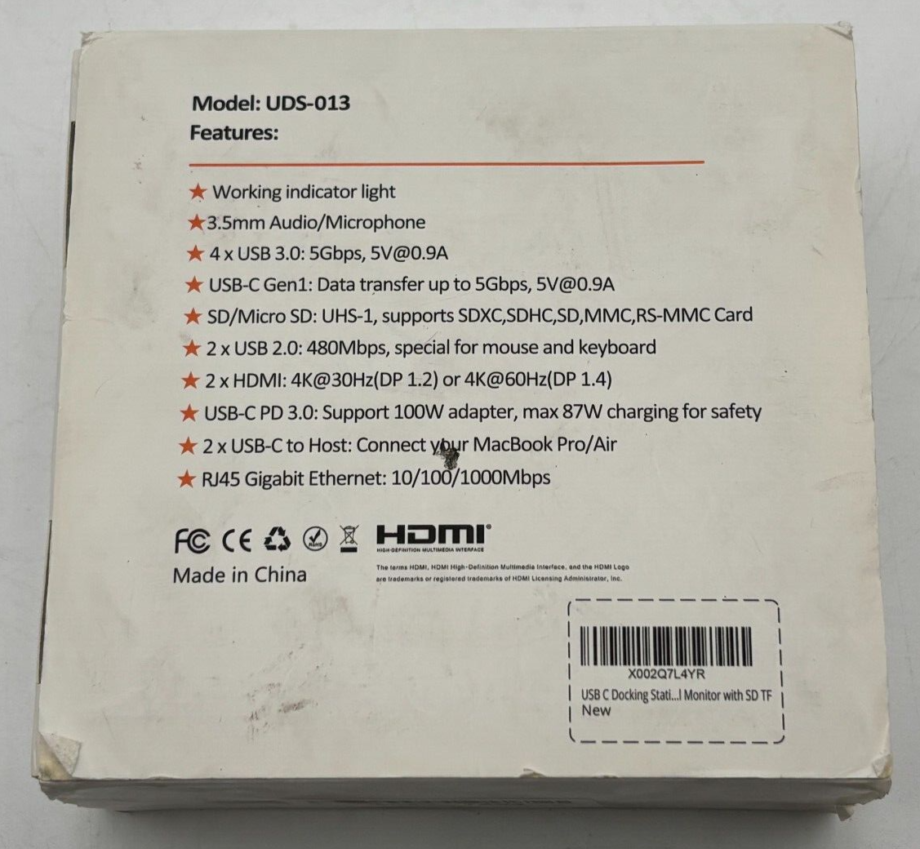 Model: UDS-013
Features:
★ Working indicator light
★ 3.5mm Audio/Microphone
★ 4 x USB 3.0: 5Gbps, 5V@0.9A
★ USB-C Gen1: Data transfer up to 5Gbps, 5V@0.9A
★ SD/Micro SD: UHS-1, supports SDXC,SDHC,SD,MMC,RS-MMC Card
★ 2 x USB 2.0: 480Mbps, special for mouse and keyboard
★ 2 x HDMI: 4K@30Hz(DP 1.2) or 4K@60Hz(DP 1.4)
★ USB-C PD 3.0: Support 100W adapter, max 87W charging for safety
★ 2 x USB-C to Host: Connect your MacBook Pro/Air
★ RJ45 Gigabit Ethernet: 10/100/1000Mbps
FC CE RoHS HDMI®
HIGH-DEFINITION MULTIMEDIA INTERFACE
Made in China
The terms HDMI, HDMI High-Definition Multimedia Interface, and the HDMI Logo
are trademarks or registered trademarks of HDMI Licensing Administrator, Inc.
X002Q7L4YR
USB C Docking Stati...l Monitor with SD TF
New